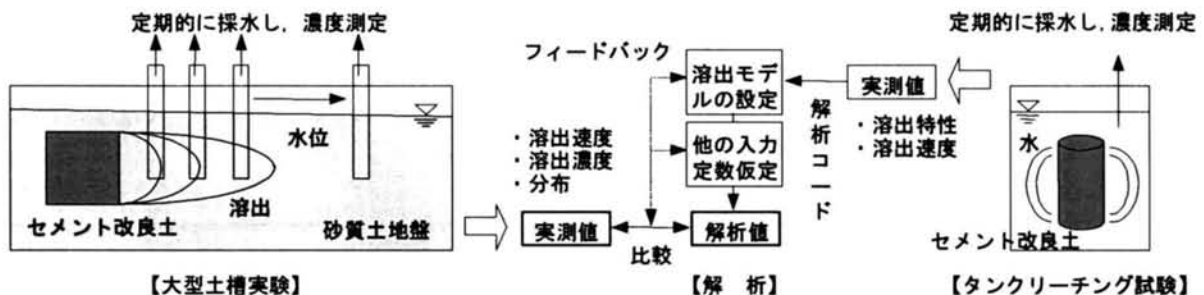 定期的に採水し，濃度測定
水位
溶出
セメント改良土
砂質土地盤
【大型土槽実験】
フィードバック
・溶出速度
・溶出濃度
・分布
実測値
比較
溶出モデ
ルの設定
他の入力
定数仮定
解析値
解析コード
【解　析】
実測値
・溶出特性
・溶出速度
定期的に採水し，濃度測定
水
セメント改良土
【タンクリーチング試験】